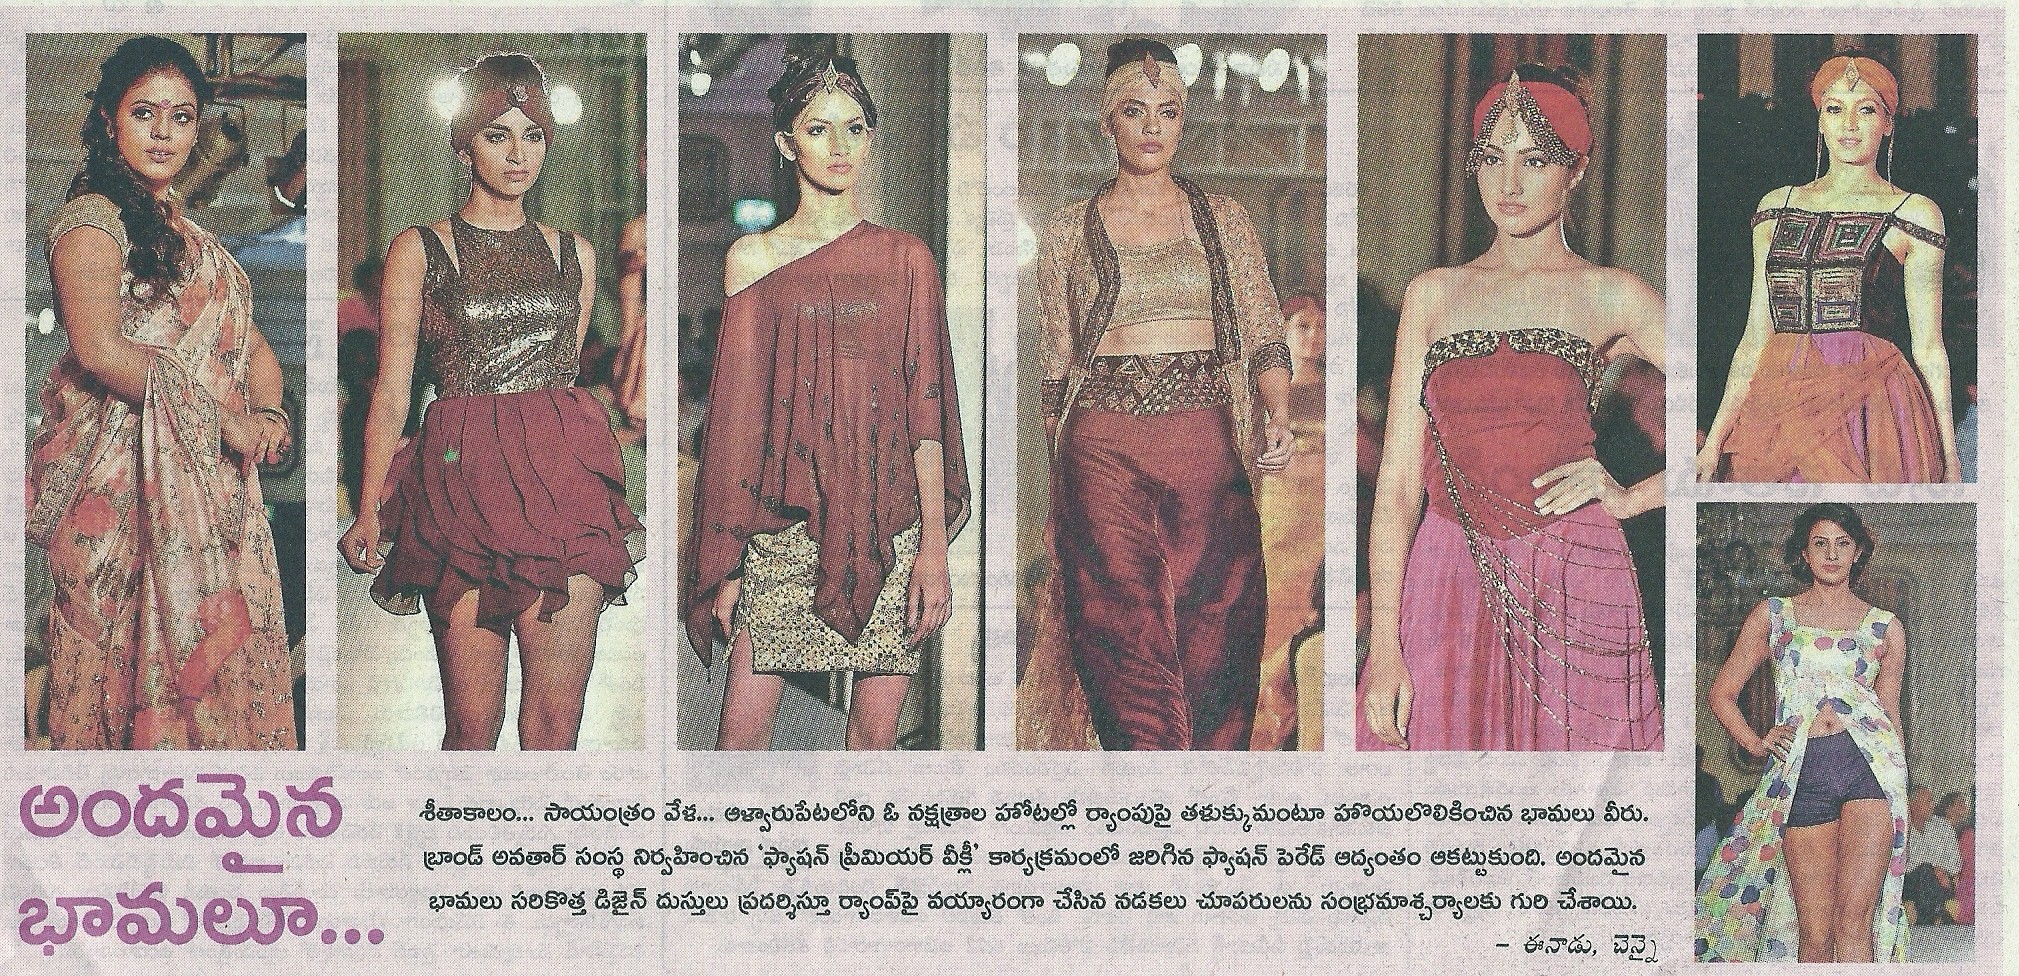 అందమైన
భామలూ...
శీతాకాలం... సాయంత్రం వేళ... ఆళ్వారుపేటలోని ఓ నక్షత్రాల హోటల్లో ర్యాంపుపై తళుక్కుమంటూ హొయలొలికించిన భామలు వీరు.
బ్రాండ్ అవతార్ సంస్థ నిర్వహించిన ‘ఫ్యాషన్ ప్రీమియర్ వీక్లీ’ కార్యక్రమంలో జరిగిన ఫ్యాషన్ పెరేడ్ ఆద్యంతం ఆకట్టుకుంది. అందమైన
భామలు సరికొత్త డిజైన్ దుస్తులు ప్రదర్శిస్తూ ర్యాంప్‌పై వయ్యారంగా చేసిన నడకలు చూపరులను సంభ్రమాశ్చర్యాలకు గురి చేశాయి.
– ఈనాడు, చెన్నై